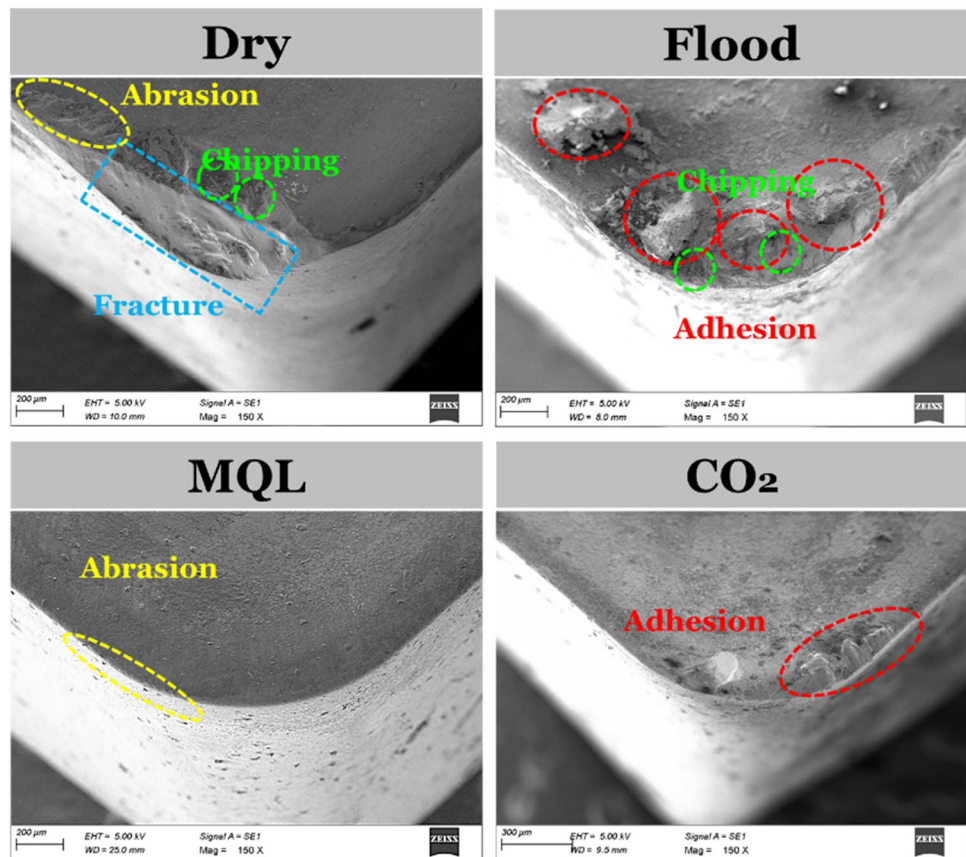 Dry
Abrasion
Chipping
Fracture
200 µm
EHT = 5.00 kV
WD = 10.0 mm
Signal A = SE1
Mag = 150 X
ZEISS
Flood
Chipping
Adhesion
200 µm
EHT = 5.00 kV
WD = 8.0 mm
Signal A = SE1
Mag = 150 X
ZEISS
MQL
Abrasion
200 µm
EHT = 5.00 kV
WD = 25.0 mm
Signal A = SE1
Mag = 150 X
ZEISS
CO₂
Adhesion
300 µm
EHT = 5.00 kV
WD = 9.5 mm
Signal A = SE1
Mag = 150 X
ZEISS